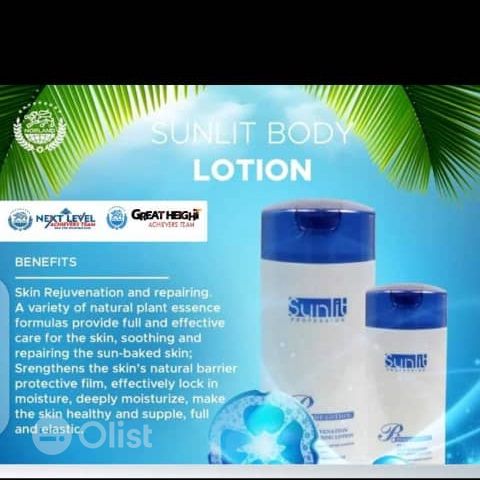 NORLAND
SUNLIT BODY
LOTION
NEXT LEVEL
ACHIEVERS TEAM
GREAT HEIGHT
ACHIEVERS TEAM
BENEFITS
Skin Rejuvenation and repairing.
A variety of natural plant essence
formulas provide full and effective
care for the skin, soothing and
repairing the sun-baked skin;
Srengthens the skin's natural barrier
protective film, effectively lock in
moisture, deeply moisturize, make
the skin healthy and supple, full
and elastic.
Olist
Sunlit
PROFESSION
Sunlit
PROFESSION